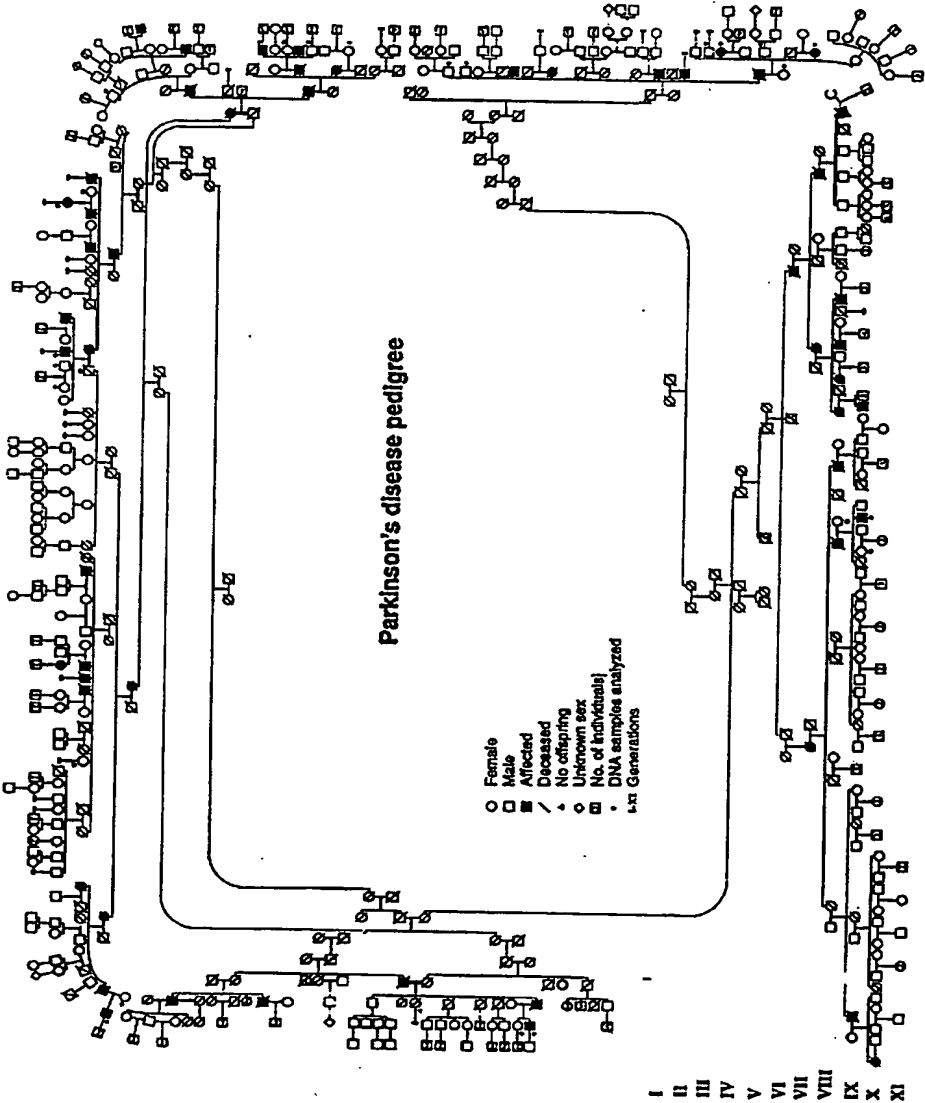 Parkinson's disease pedigree
Female
Male
Affected
Deceased
No offspring
Unknown sex
No. of individuals)
DNA samples analyzed
I-XI Generations
I
II
III
IV
V
VI
VII
VIII
IX
X
XI